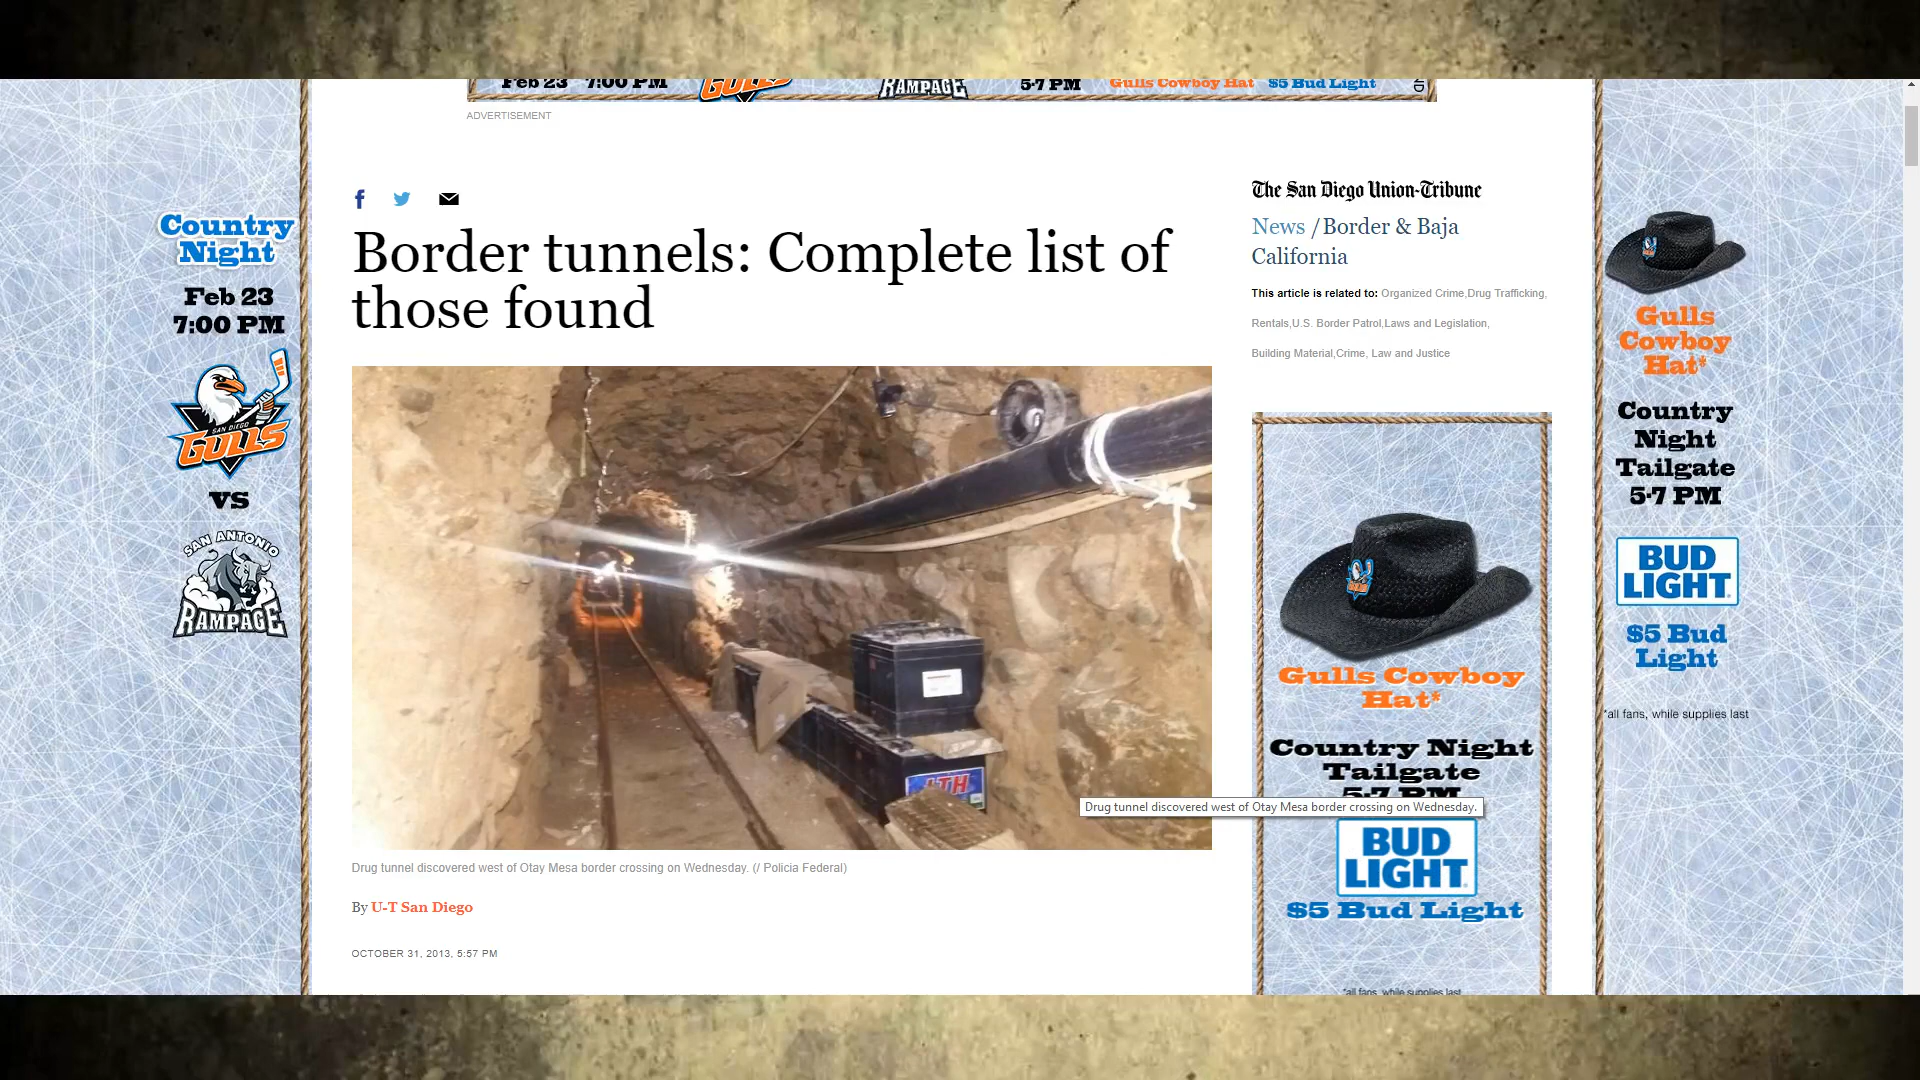 Feb 23 7:00 PM GULLS RAMPAGE 5-7 PM Gulls Cowboy Hat $5 Bud Light
ADVERTISEMENT
Border tunnels: Complete list of
those found
Drug tunnel discovered west of Otay Mesa border crossing on Wednesday. (/ Policia Federal)
By U-T San Diego
OCTOBER 31, 2013, 5:57 PM
The San Diego Union-Tribune
News / Border & Baja
California
This article is related to: Organized Crime,Drug Trafficking,
Rentals,U.S. Border Patrol,Laws and Legislation,
Building Material,Crime, Law and Justice
LTH
Drug tunnel discovered west of Otay Mesa border crossing on Wednesday.
Country
Night
Feb 23
7:00 PM
SAN DIEGO
GULLS
VS
SAN ANTONIO
RAMPAGE
Gulls Cowboy
Hat*
Country Night
Tailgate
5-7 PM
BUD
LIGHT
$5 Bud Light
*all fans, while supplies last
Gulls
Cowboy
Hat*
Country
Night
Tailgate
5-7 PM
BUD
LIGHT
$5 Bud
Light
*all fans, while supplies last